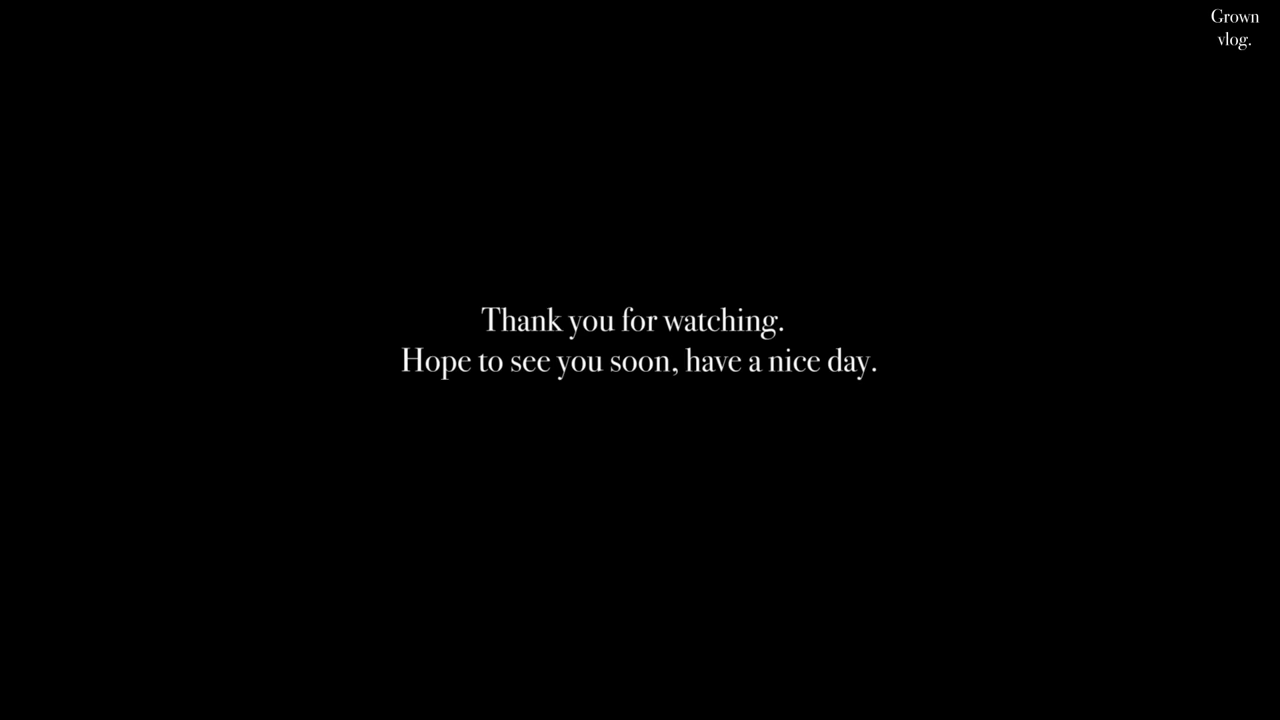 Grown
vlog.
Thank you for watching.
Hope to see you soon, have a nice day.